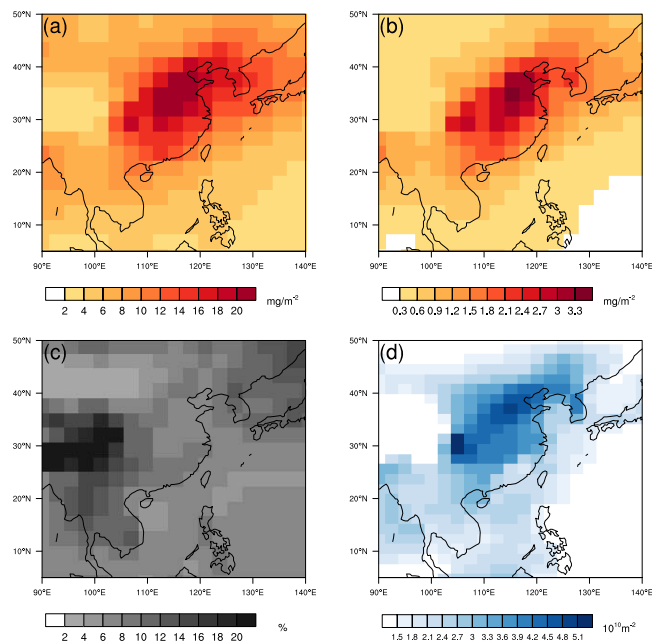 (a)
50°N
40°N
30°N
20°N
10°N
90°E 100°E 110°E 120°E 130°E 140°E
2 4 6 8 10 12 14 16 18 20 mg/m⁻²
(b)
50°N
40°N
30°N
20°N
10°N
90°E 100°E 110°E 120°E 130°E 140°E
0.3 0.6 0.9 1.2 1.5 1.8 2.1 2.4 2.7 3 3.3 mg/m⁻²
(c)
50°N
40°N
30°N
20°N
10°N
90°E 100°E 110°E 120°E 130°E 140°E
2 4 6 8 10 12 14 16 18 20 %
(d)
50°N
40°N
30°N
20°N
10°N
90°E 100°E 110°E 120°E 130°E 140°E
1.5 1.8 2.1 2.4 2.7 3 3.3 3.6 3.9 4.2 4.5 4.8 5.1 10¹⁰m⁻²